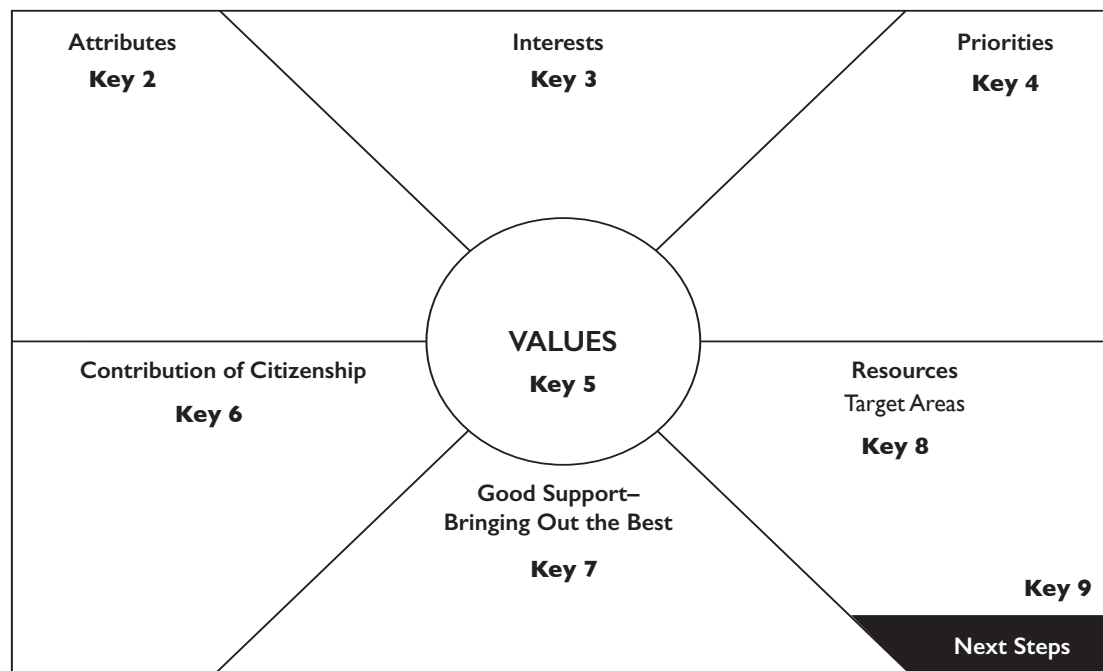 Attributes
Key 2
Interests
Key 3
Priorities
Key 4
VALUES
Key 5
Contribution of Citizenship
Key 6
Good Support–
Bringing Out the Best
Key 7
Resources
Target Areas
Key 8
Key 9
Next Steps